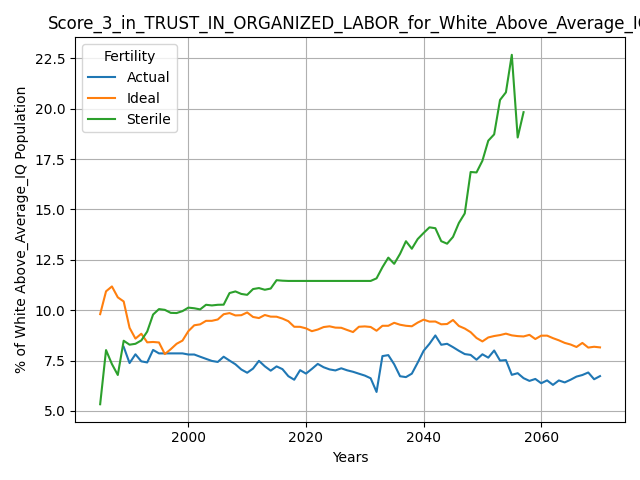 Score_3_in_TRUST_IN_ORGANIZED_LABOR_for_White_Above_Average_IQ
Fertility
Actual
Ideal
Sterile
% of White Above_Average_IQ Population
22.5
20.0
17.5
15.0
12.5
10.0
7.5
5.0
2000
2020
2040
2060
Years